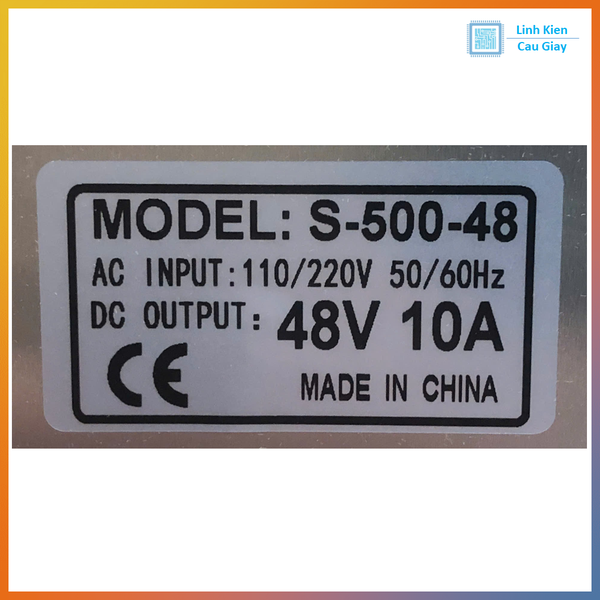 Linh Kien
Cau Giay
MODEL: S-500-48
AC INPUT:110/220V 50/60Hz
DC OUTPUT: 48V 10A
CE
MADE IN CHINA